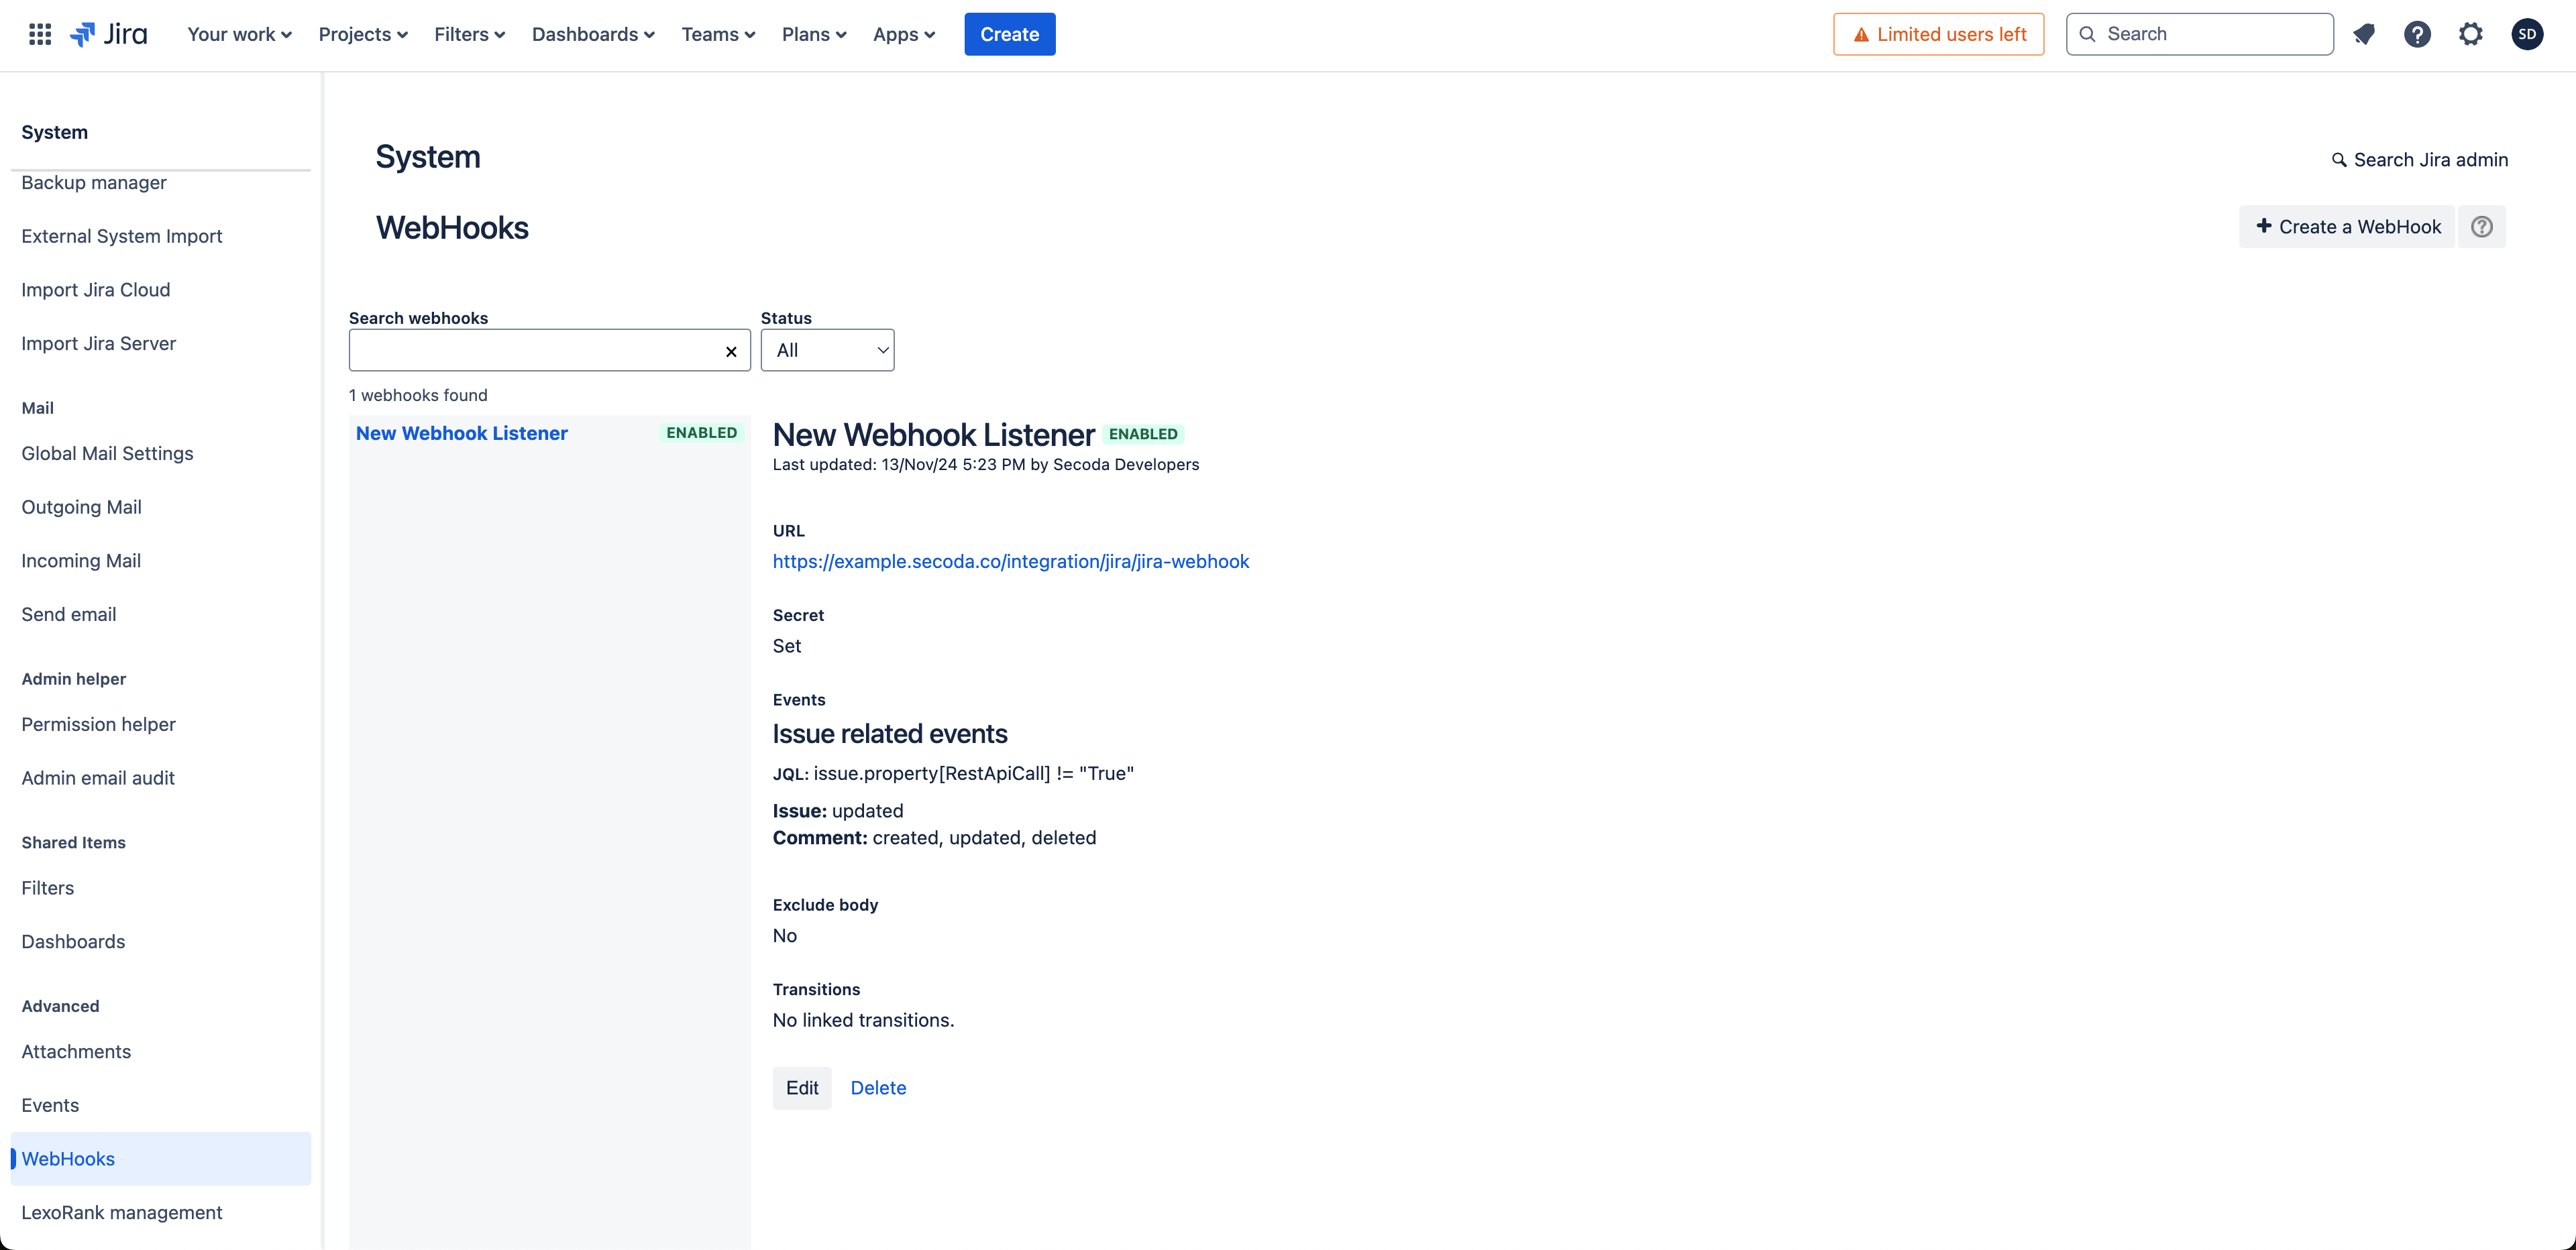 Jira Your work Projects Filters Dashboards Teams Plans Apps Create Limited users left Search SD
System
Backup manager
External System Import
Import Jira Cloud
Import Jira Server
Mail
Global Mail Settings
Outgoing Mail
Incoming Mail
Send email
Admin helper
Permission helper
Admin email audit
Shared Items
Filters
Dashboards
Advanced
Attachments
Events
WebHooks
LexoRank management
System
Search Jira admin
WebHooks
Create a WebHook
Search webhooks Status
All
1 webhooks found
New Webhook Listener ENABLED
New Webhook Listener ENABLED
Last updated: 13/Nov/24 5:23 PM by Secoda Developers
URL
https://example.secoda.co/integration/jira/jira-webhook
Secret
Set
Events
Issue related events
JQL: issue.property[RestApiCall] != "True"
Issue: updated
Comment: created, updated, deleted
Exclude body
No
Transitions
No linked transitions.
Edit Delete